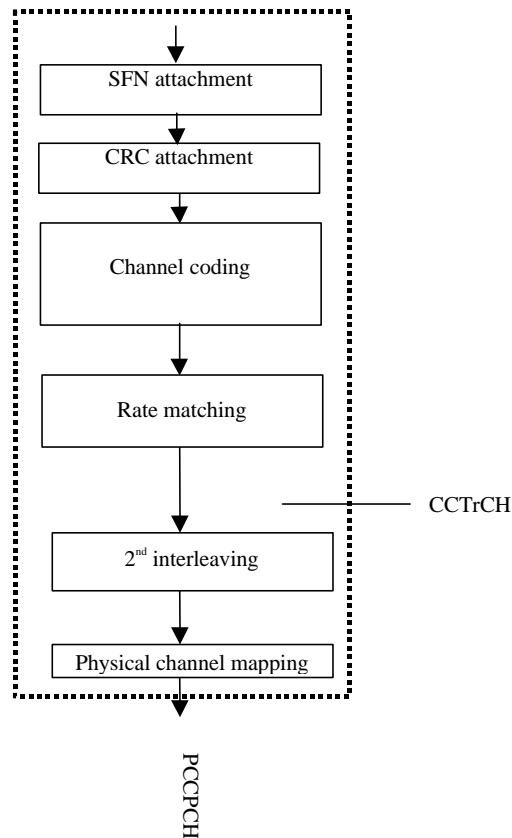 SFN attachment
CRC attachment
Channel coding
Rate matching
CCTrCH
2nd interleaving
Physical channel mapping
PCCPCH